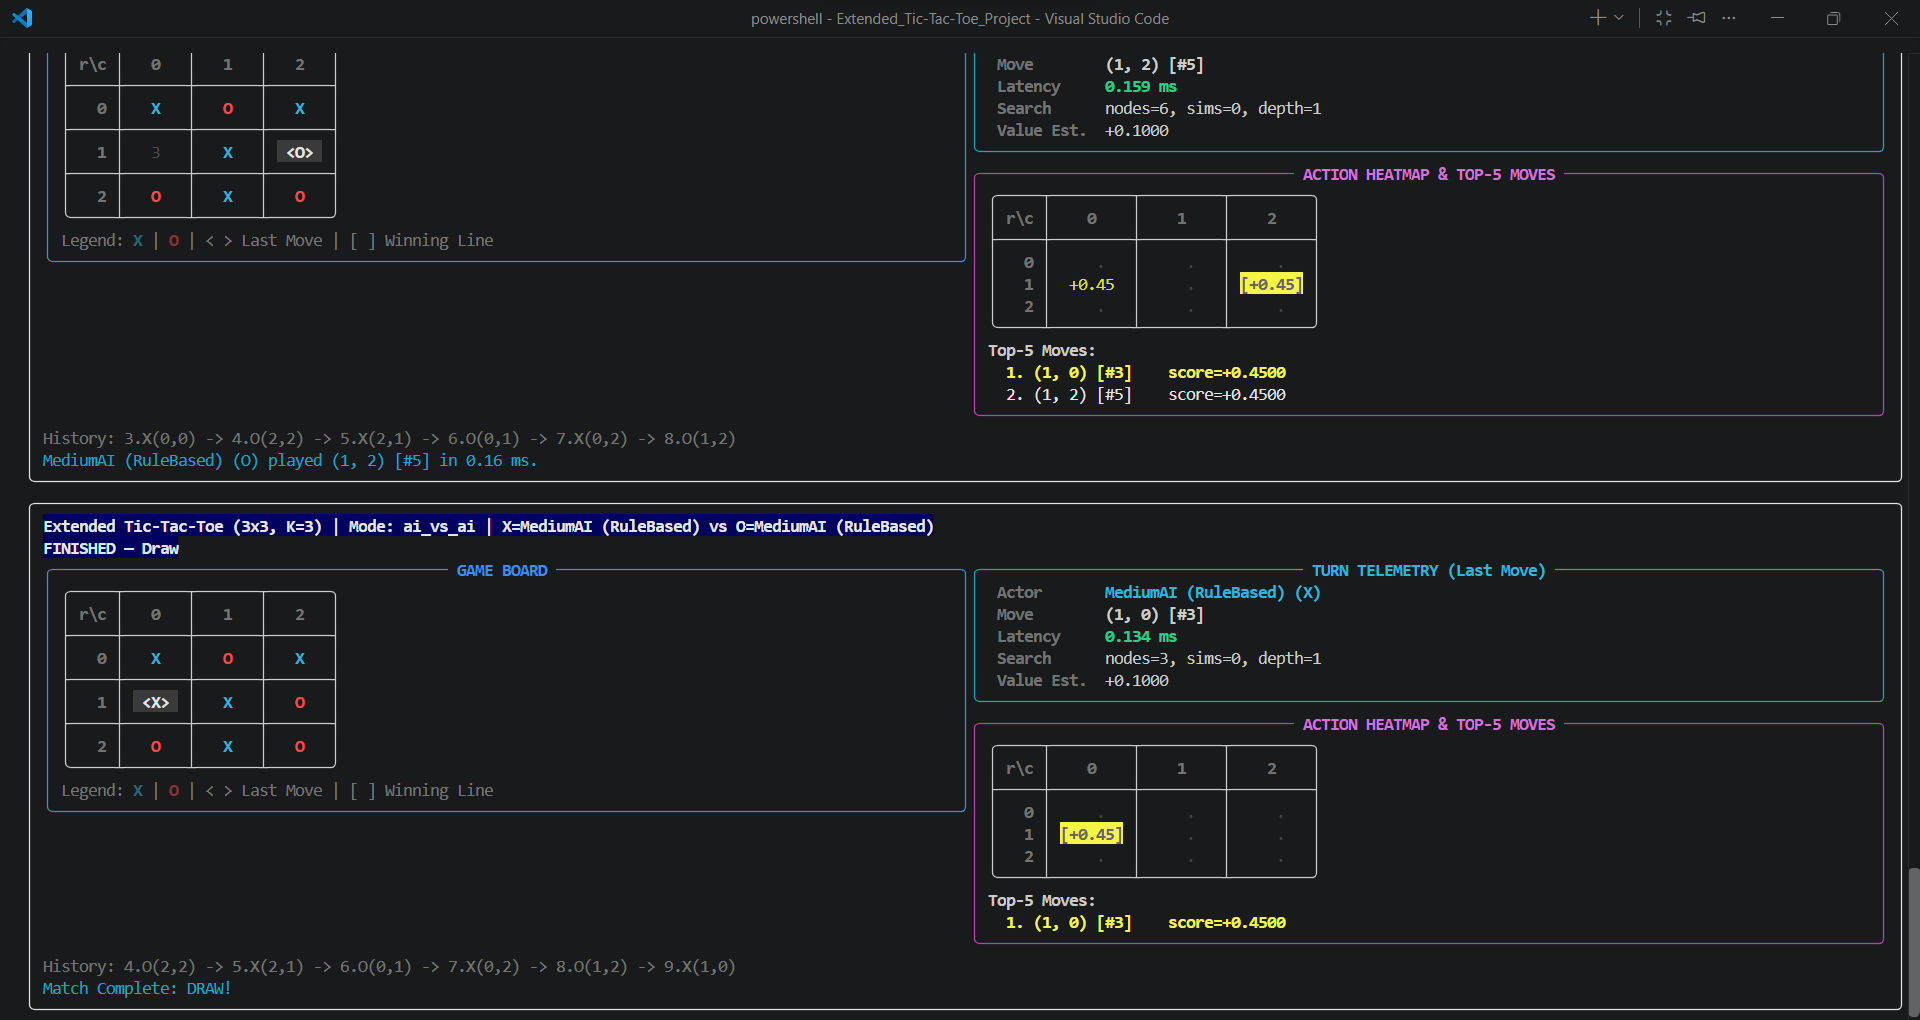 powershell - Extended_Tic-Tac-Toe_Project - Visual Studio Code
r\c 0 1 2
0 X O X
1 3 X <O>
2 O X O
Legend: X | O | < > Last Move | [ ] Winning Line
Move (1, 2) [#5]
Latency 0.159 ms
Search nodes=6, sims=0, depth=1
Value Est. +0.1000
ACTION HEATMAP & TOP-5 MOVES
r\c 0 1 2
0 . . .
1 +0.45 . [+0.45]
2 . . .
Top-5 Moves:
1. (1, 0) [#3] score=+0.4500
2. (1, 2) [#5] score=+0.4500
History: 3.X(0,0) -> 4.O(2,2) -> 5.X(2,1) -> 6.O(0,1) -> 7.X(0,2) -> 8.O(1,2)
MediumAI (RuleBased) (O) played (1, 2) [#5] in 0.16 ms.
Extended Tic-Tac-Toe (3x3, K=3) | Mode: ai_vs_ai | X=MediumAI (RuleBased) vs O=MediumAI (RuleBased)
FINISHED — Draw
GAME BOARD
r\c 0 1 2
0 X O X
1 <X> X O
2 O X O
Legend: X | O | < > Last Move | [ ] Winning Line
TURN TELEMETRY (Last Move)
Actor MediumAI (RuleBased) (X)
Move (1, 0) [#3]
Latency 0.134 ms
Search nodes=3, sims=0, depth=1
Value Est. +0.1000
ACTION HEATMAP & TOP-5 MOVES
r\c 0 1 2
0 . . .
1 [+0.45] . .
2 . . .
Top-5 Moves:
1. (1, 0) [#3] score=+0.4500
History: 4.O(2,2) -> 5.X(2,1) -> 6.O(0,1) -> 7.X(0,2) -> 8.O(1,2) -> 9.X(1,0)
Match Complete: DRAW!